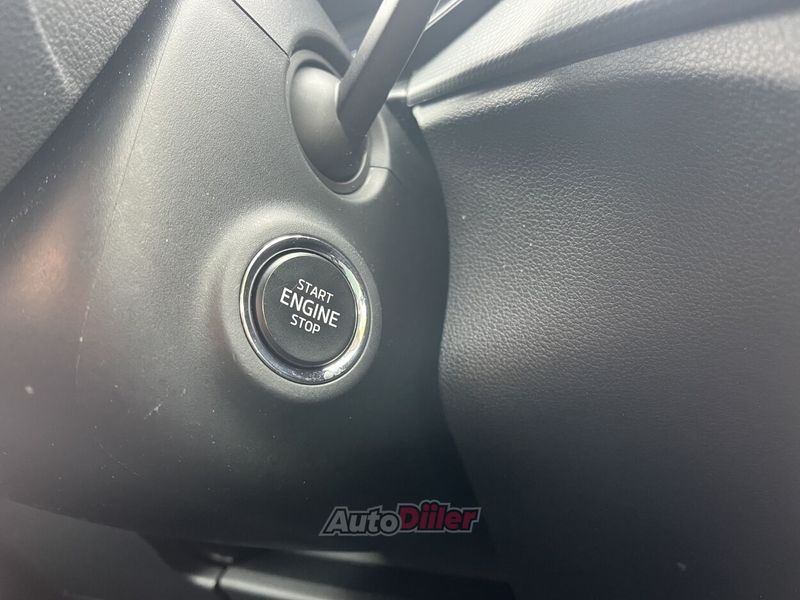 START
ENGINE
STOP
AutoDiiler